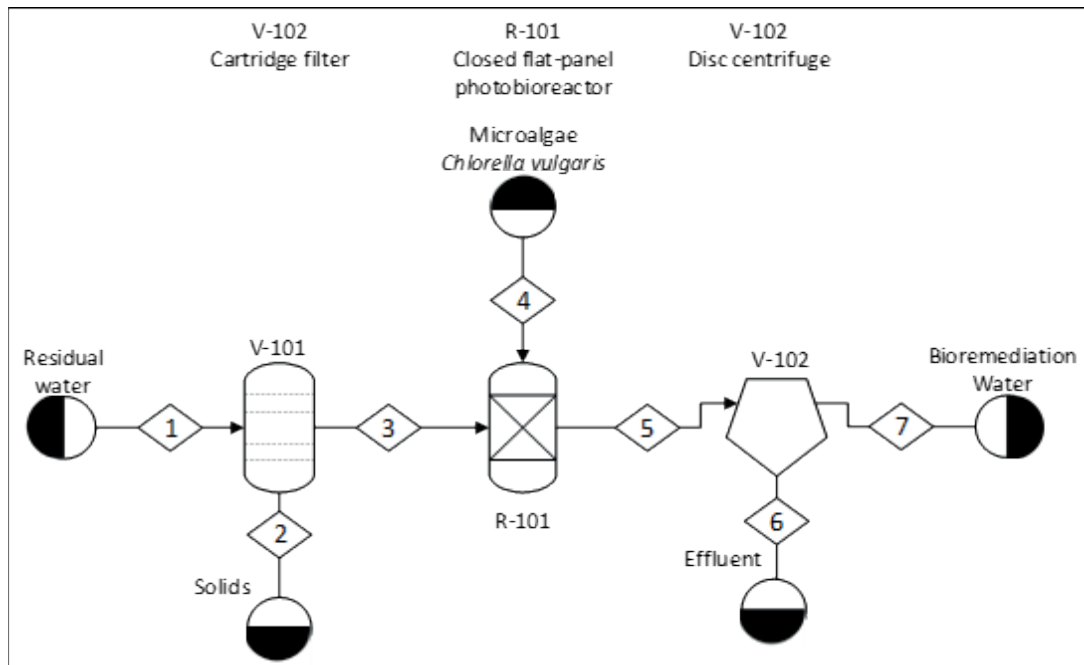 V-102
Cartridge filter
R-101
Closed flat-panel
photobioreactor
V-102
Disc centrifuge
Microalgae
Chlorella vulgaris
4
Residual
water
V-101
V-102
Bioremediation
Water
1
3
5
7
R-101
2
6
Solids
Effluent